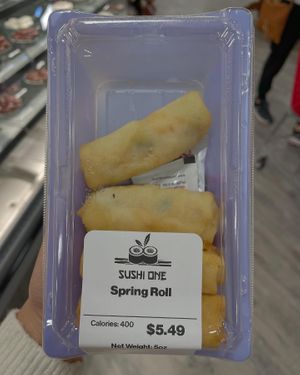 SUSHI ONE
Spring Roll
Calories: 400
$5.49
Net Weight: 5oz